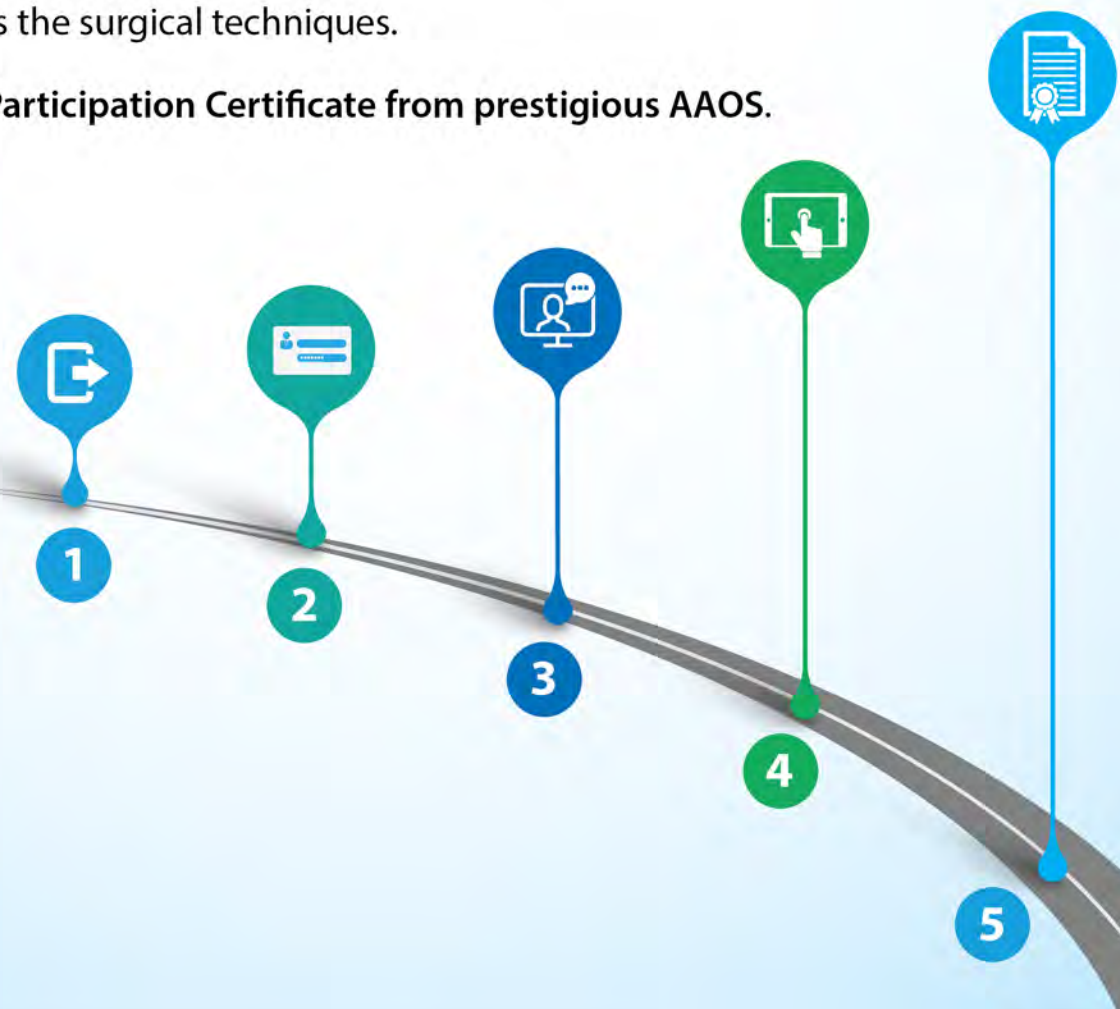 s the surgical techniques.
Participation Certificate from prestigious AAOS.
1
2
3
4
5